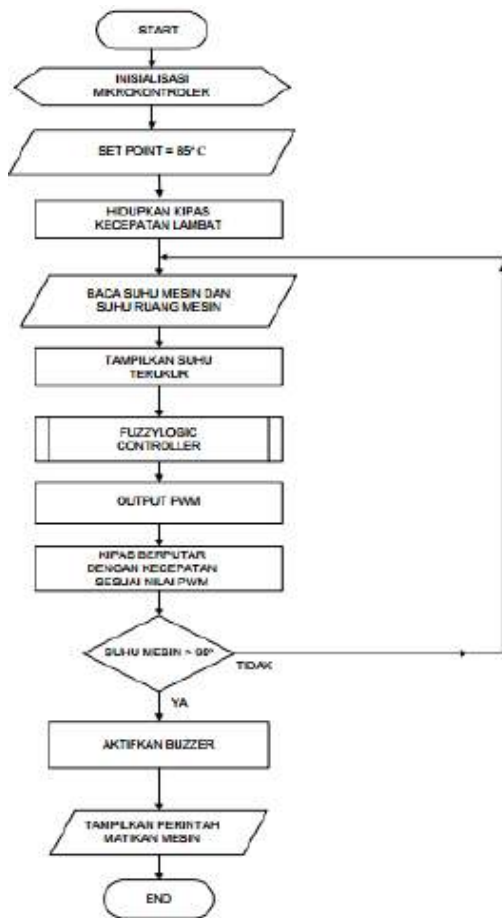 START
INISIALISASI
MIKROKONTROLER
SET POINT = 85° C
HIDUPKAN KIPAS
KECEPATAN LAMBAT
BACA SUHU MESIN DAN
SUHU RUANG MESIN
TAMPILKAN SUHU
TERUKUR
FUZZYLOGIC
CONTROLLER
OUTPUT PWM
KIPAS BERPUTAR
DENGAN KECEPATAN
SESUAI NILAI PWM
SUHU MESIN
TIDAK
YA
AKTIFKAN BUZZER
TAMPILKAN PERINTAH
MATIKAN MESIN
END